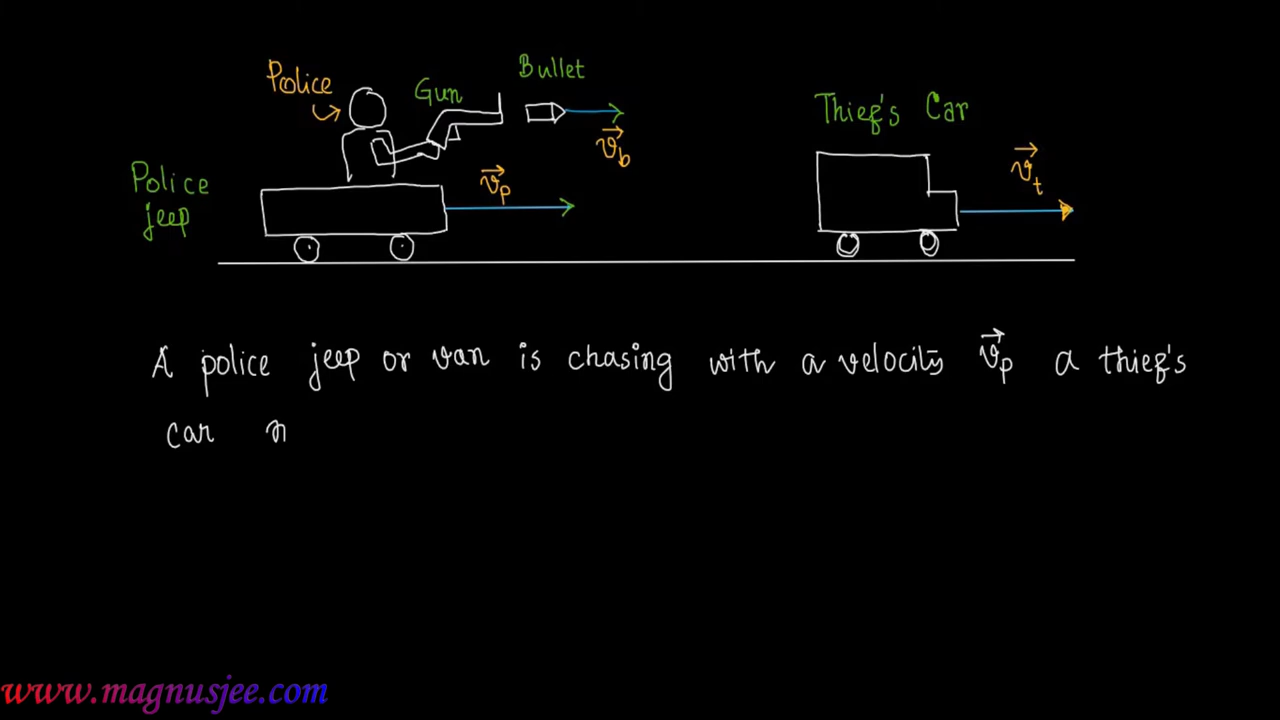 Police
Gun
Bullet
v⃗b
Thief's Car
v⃗t
Police
jeep
v⃗p
A police jeep or van is chasing with a velocity v⃗p a thief's
car
www.magnusjee.com